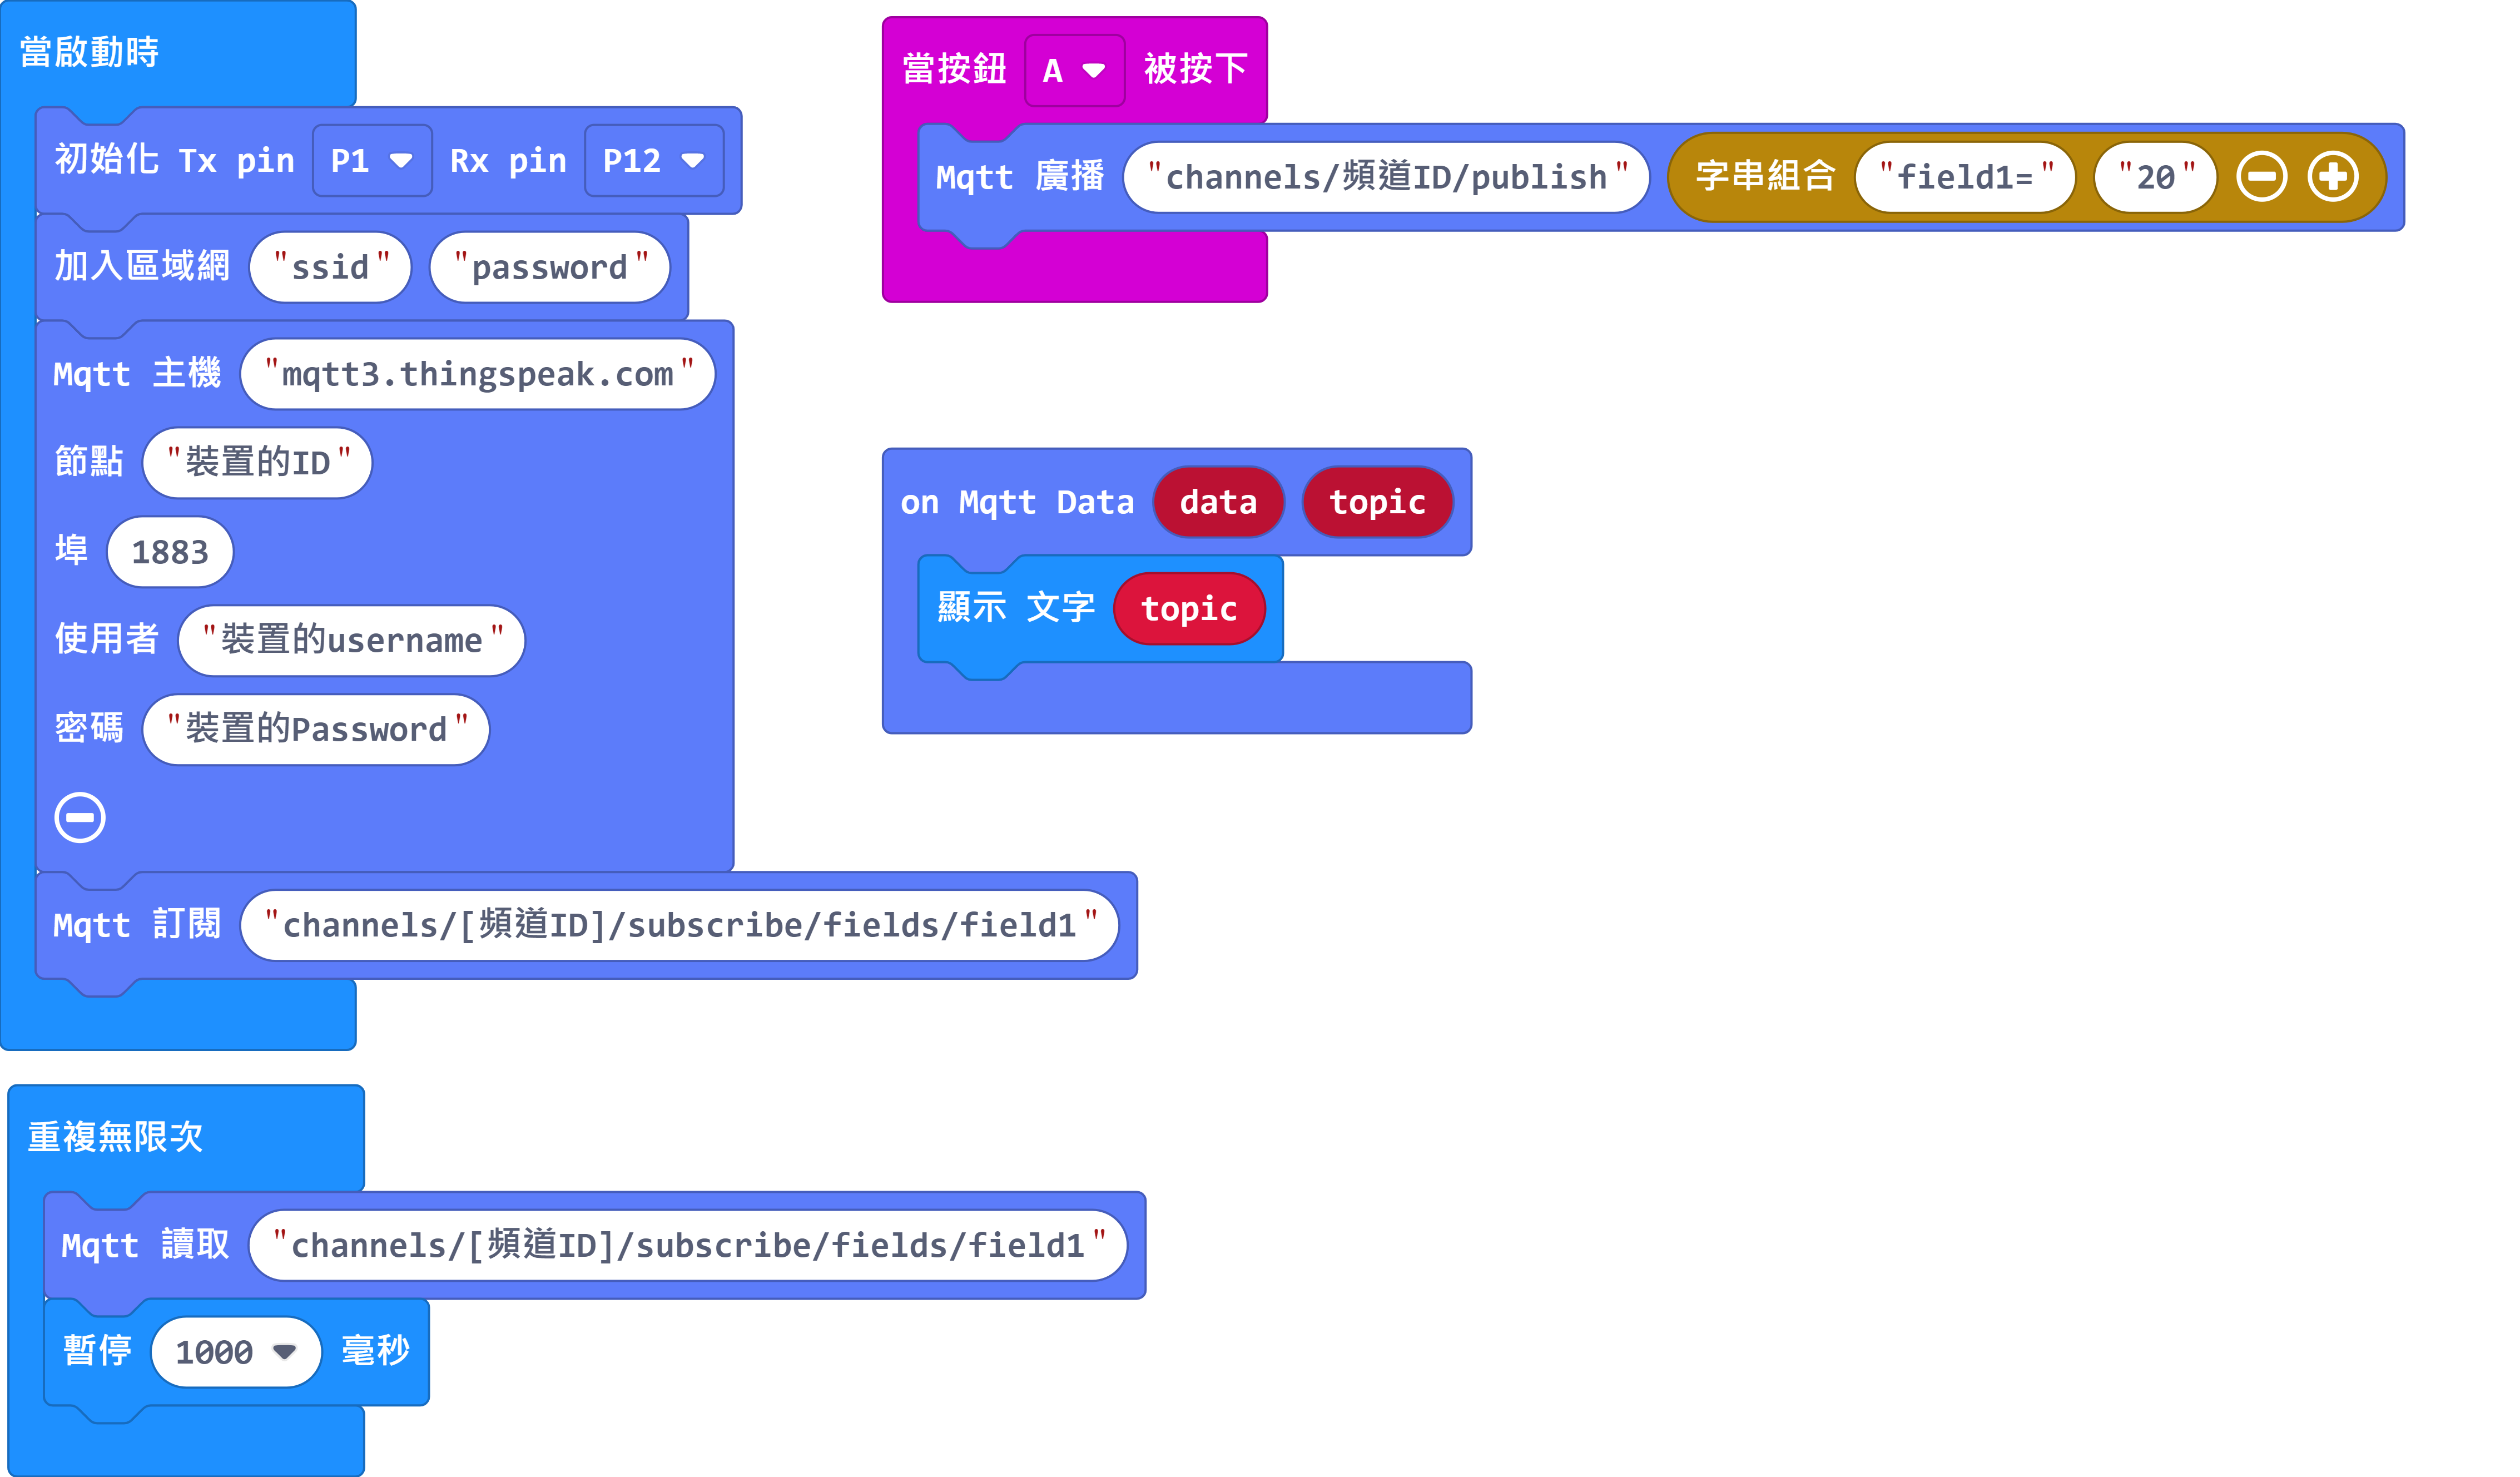 當啟動時
初始化 Tx pin P1 Rx pin P12
加入區域網 "ssid" "password"
Mqtt 主機 "mqtt3.thingspeak.com"
節點 "裝置的ID"
埠 1883
使用者 "裝置的username"
密碼 "裝置的Password"
Mqtt 訂閱 "channels/[頻道ID]/subscribe/fields/field1"
重複無限次
Mqtt 讀取 "channels/[頻道ID]/subscribe/fields/field1"
暫停 1000 毫秒
當按鈕 A 被按下
Mqtt 廣播 "channels/頻道ID/publish" 字串組合 "field1=" "20"
on Mqtt Data data topic
顯示 文字 topic